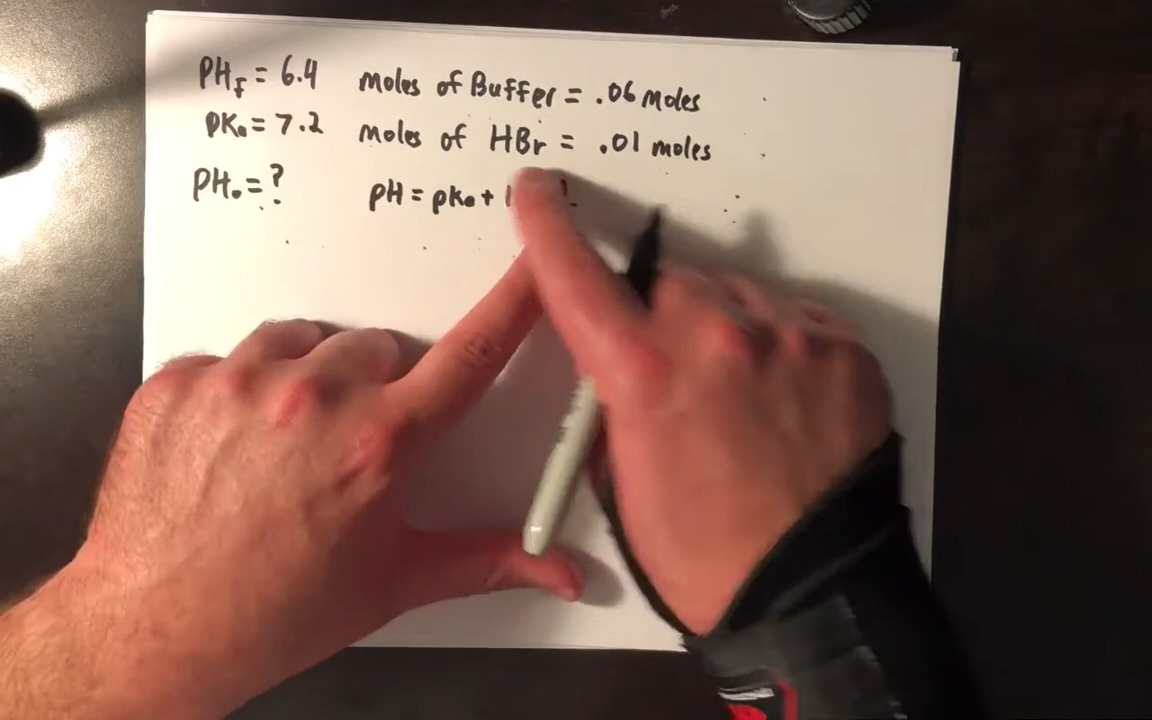 PHf = 6.4 moles of Buffer = .06 moles
pKa = 7.2 moles of HBr = .01 moles
PHo = ? pH = pKa +